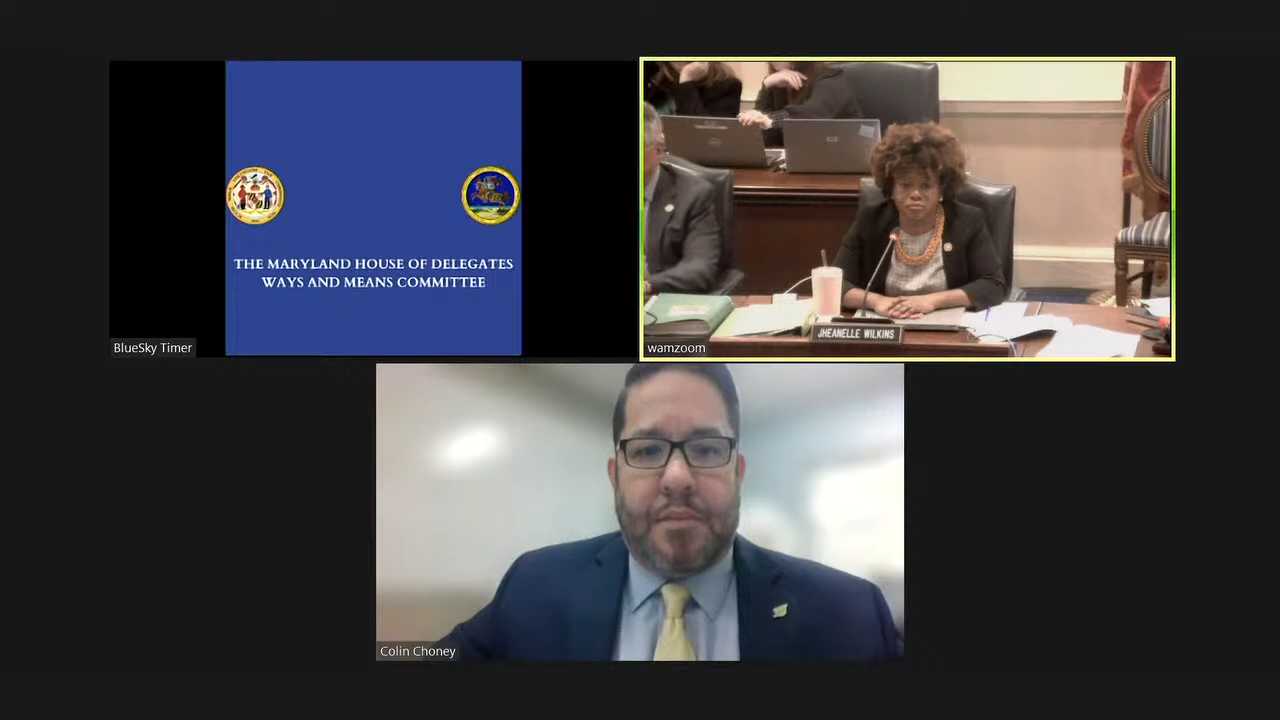 THE MARYLAND HOUSE OF DELEGATES
WAYS AND MEANS COMMITTEE
BlueSky Timer
JHEANELLE WILKINS
wamzoom
Colin Choney